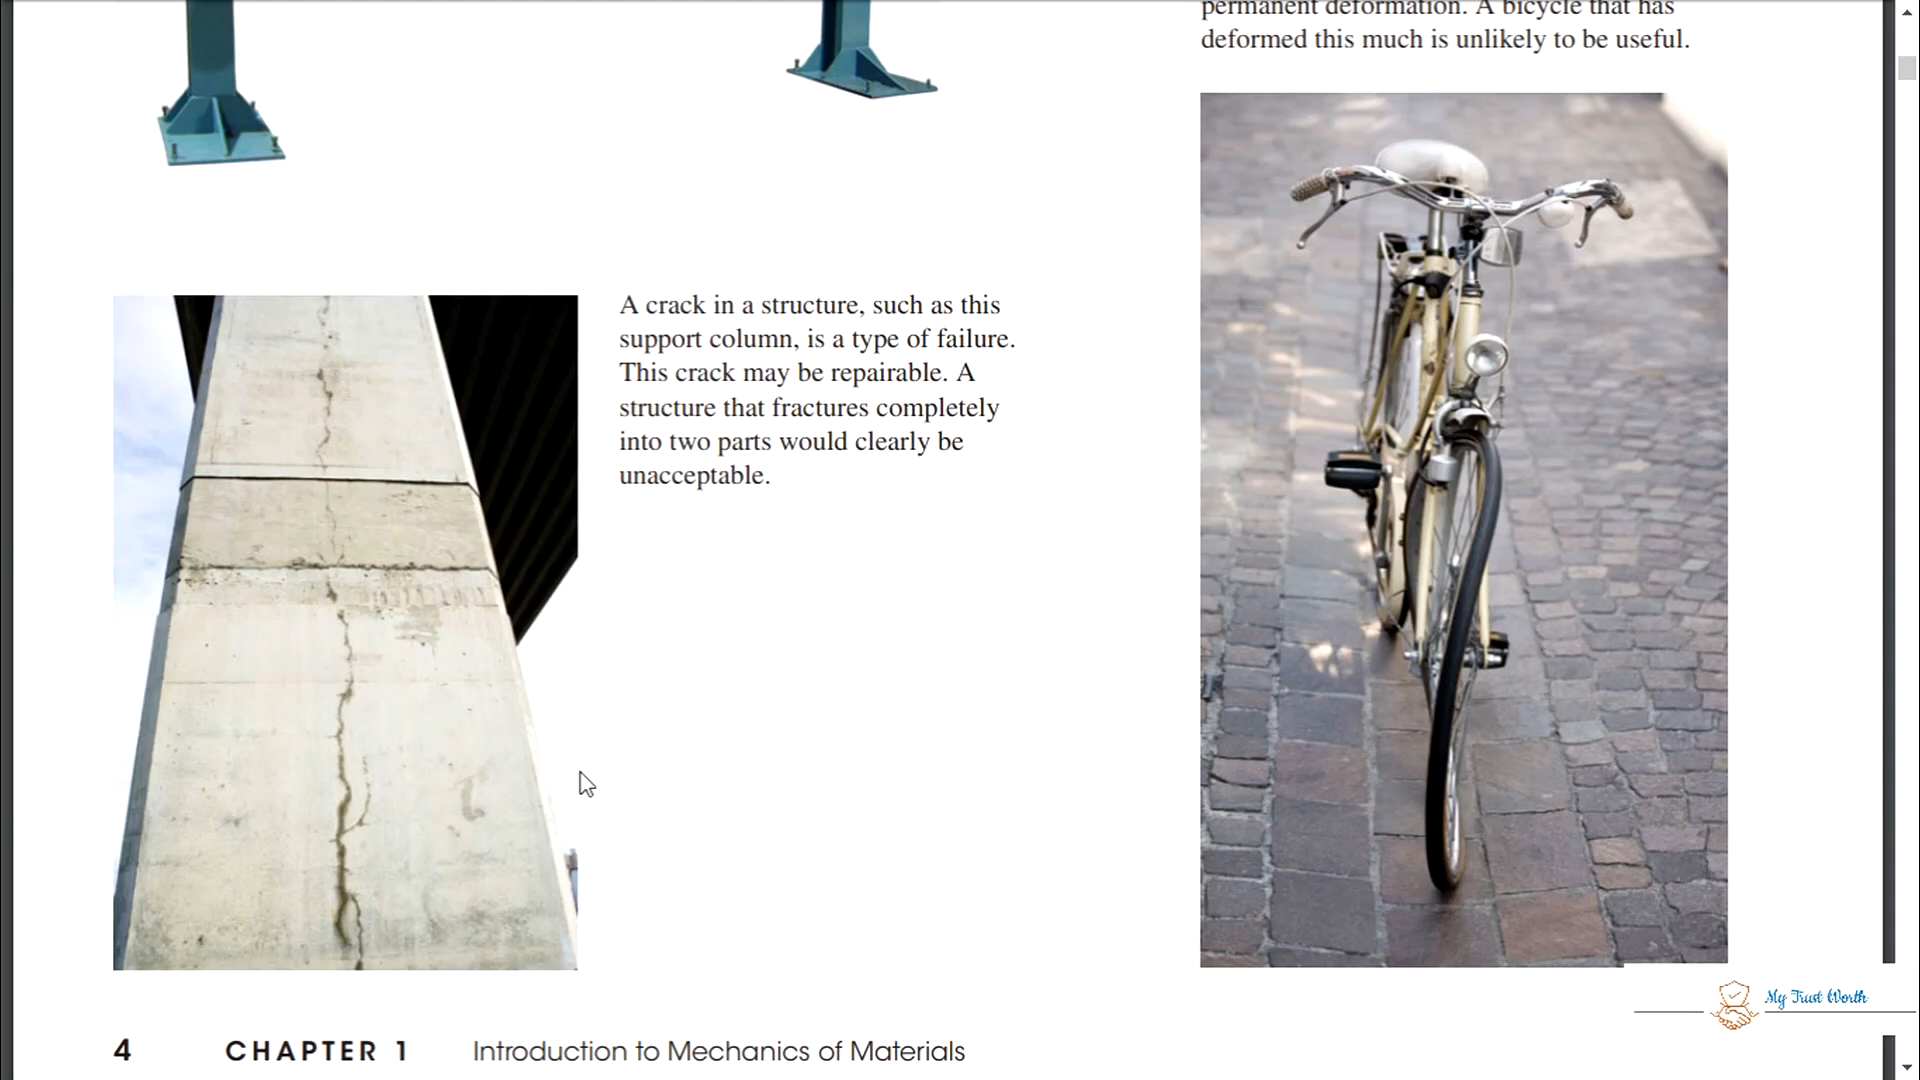 permanent deformation. A bicycle that has
deformed this much is unlikely to be useful.
A crack in a structure, such as this
support column, is a type of failure.
This crack may be repairable. A
structure that fractures completely
into two parts would clearly be
unacceptable.
My Trust Worth
4 CHAPTER 1 Introduction to Mechanics of Materials